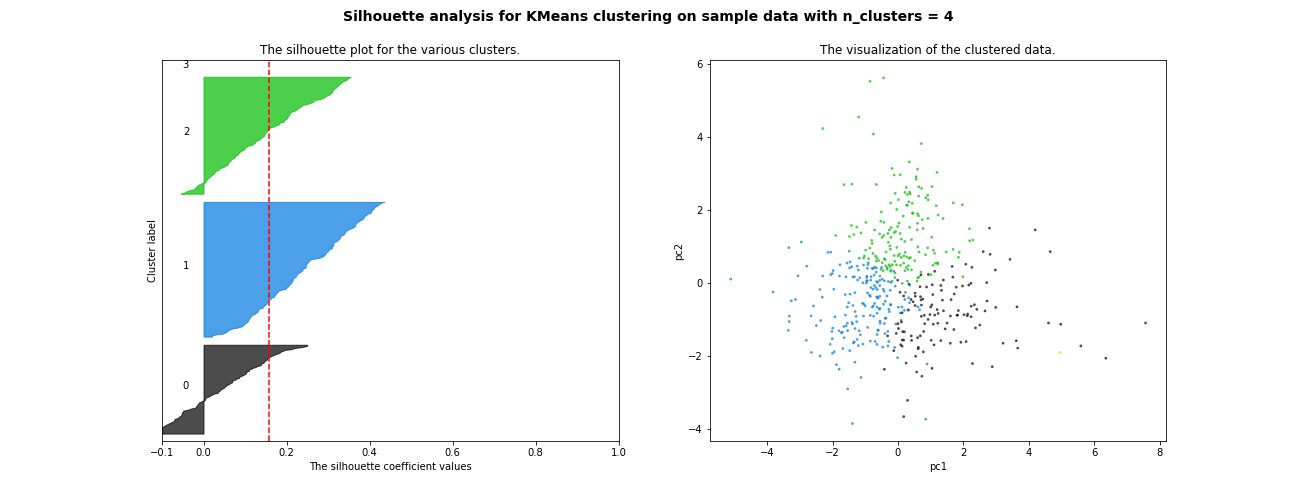 Silhouette analysis for KMeans clustering on sample data with n_clusters = 4
The silhouette plot for the various clusters.
3
2
1
0
Cluster label
−0.1 0.0 0.2 0.4 0.6 0.8 1.0
The silhouette coefficient values
The visualization of the clustered data.
6
4
2
0
−2
−4
pc2
−4 −2 0 2 4 6 8
pc1